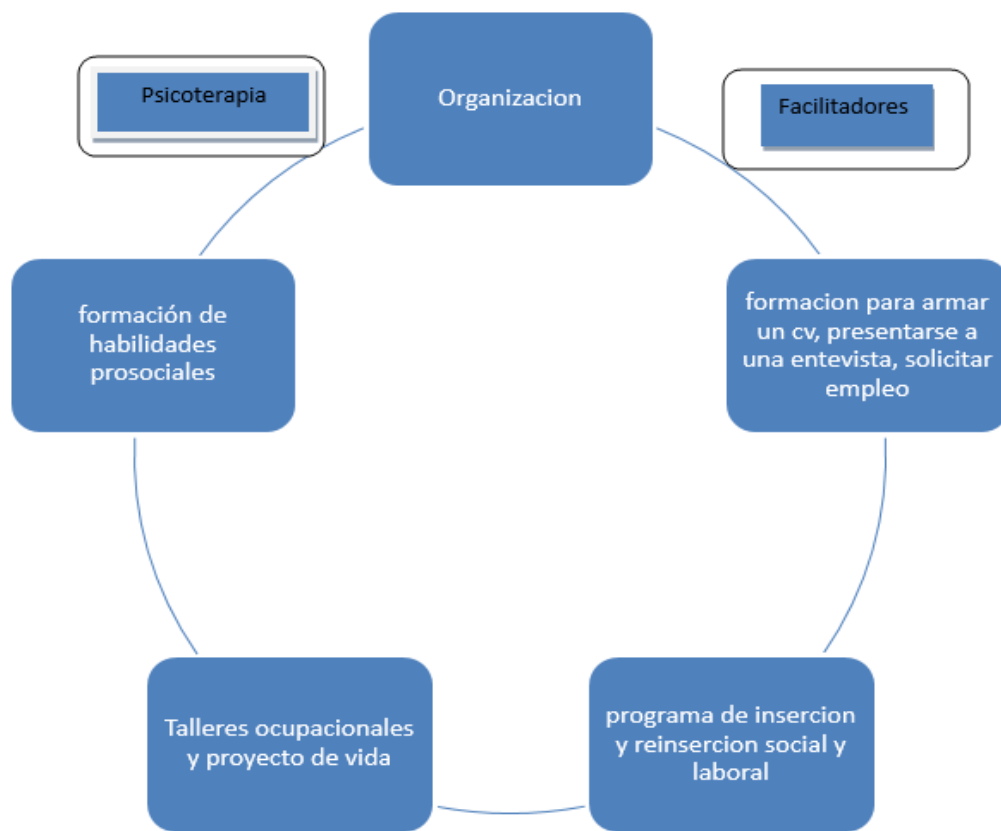 Psicoterapia
Organizacion
Facilitadores
formación de
habilidades
prosociales
formacion para armar
un cv, presentarse a
una entevista, solicitar
empleo
Talleres ocupacionales
y proyecto de vida
programa de insercion
y reinsercion social y
laboral